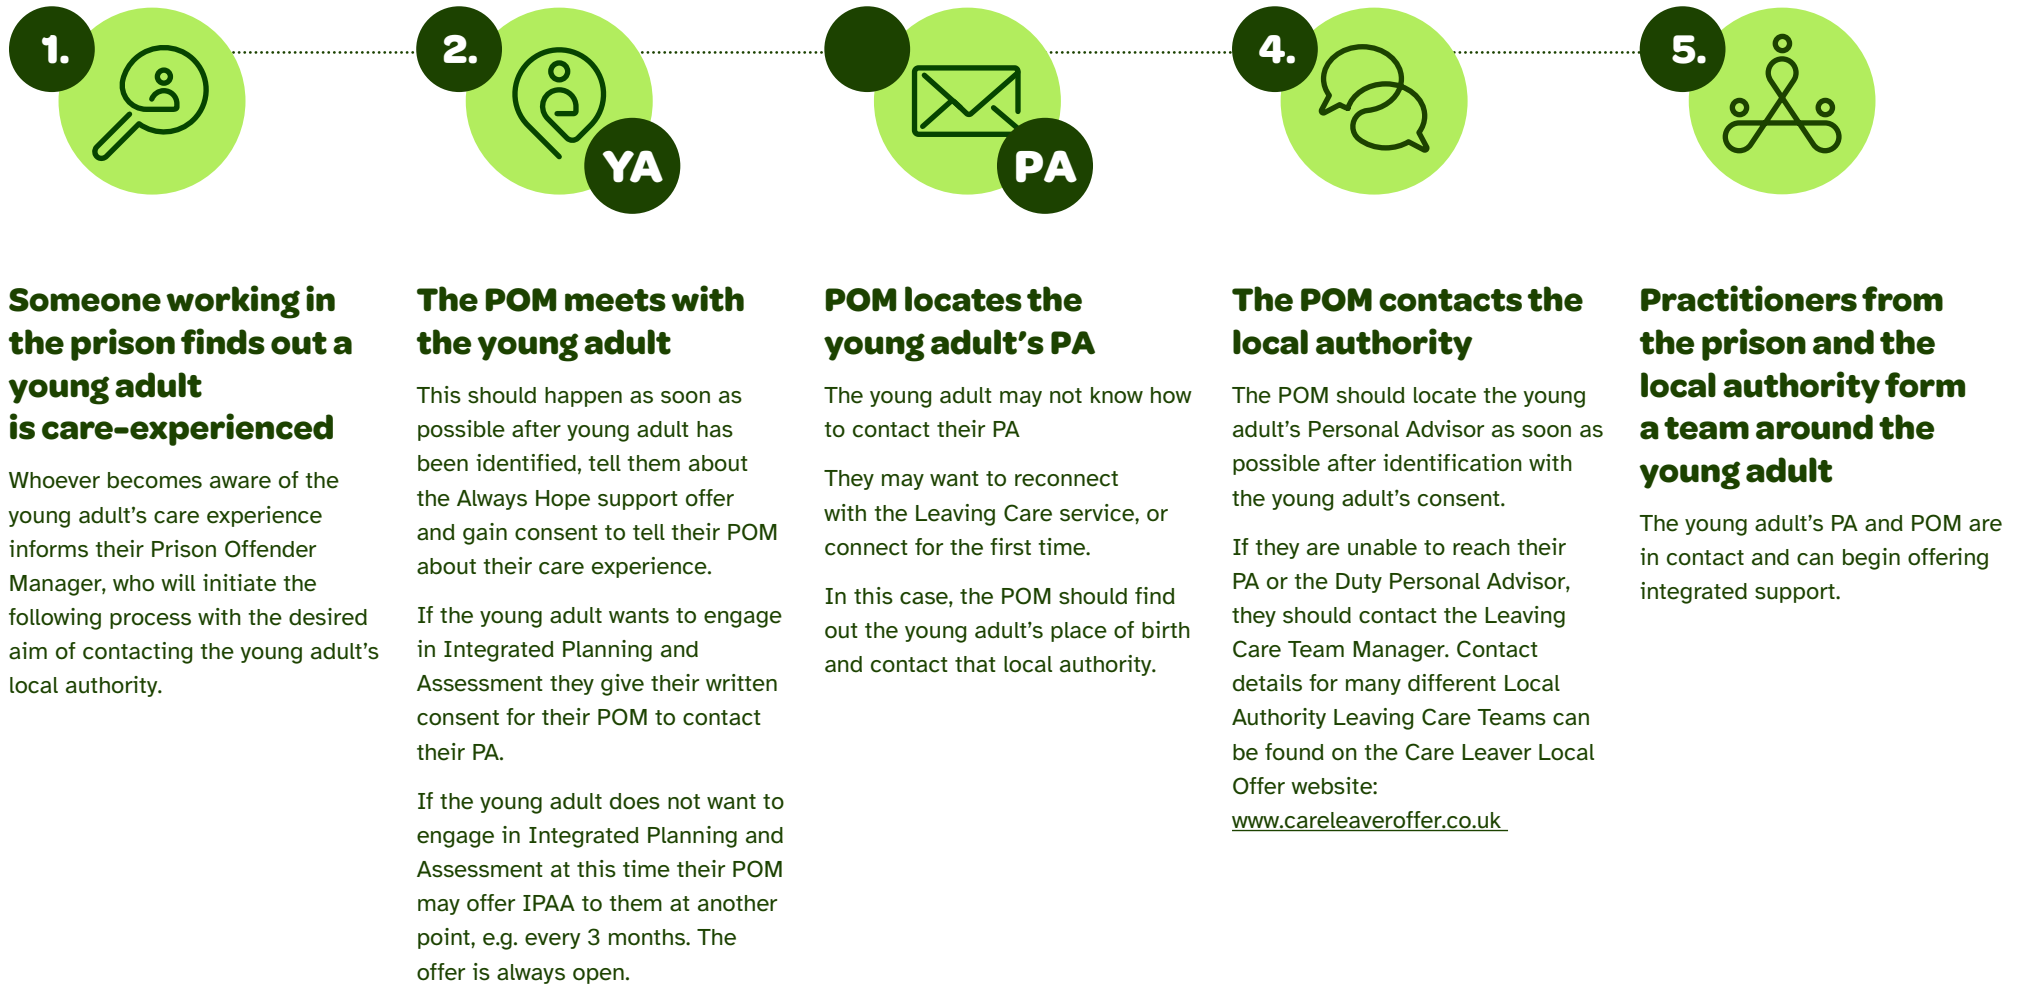 1.
Someone working in
the prison finds out a
young adult
is care-experienced
Whoever becomes aware of the
young adult's care experience
informs their Prison Offender
Manager, who will initiate the
following process with the desired
aim of contacting the young adult's
local authority.
2.
YA
The POM meets with
the young adult
This should happen as soon as
possible after young adult has
been identified, tell them about
the Always Hope support offer
and gain consent to tell their POM
about their care experience.
If the young adult wants to engage
in Integrated Planning and
Assessment they give their written
consent for their POM to contact
their PA.
If the young adult does not want to
engage in Integrated Planning and
Assessment at this time their POM
may offer IPAA to them at another
point, e.g. every 3 months. The
offer is always open.
PA
POM locates the
young adult's PA
The young adult may not know how
to contact their PA
They may want to reconnect
with the Leaving Care service, or
connect for the first time.
In this case, the POM should find
out the young adult's place of birth
and contact that local authority.
4.
The POM contacts the
local authority
The POM should locate the young
adult's Personal Advisor as soon as
possible after identification with
the young adult's consent.
If they are unable to reach their
PA or the Duty Personal Advisor,
they should contact the Leaving
Care Team Manager. Contact
details for many different Local
Authority Leaving Care Teams can
be found on the Care Leaver Local
Offer website:
www.careleaveroffer.co.uk
5.
Practitioners from
the prison and the
local authority form
a team around the
young adult
The young adult's PA and POM are
in contact and can begin offering
integrated support.